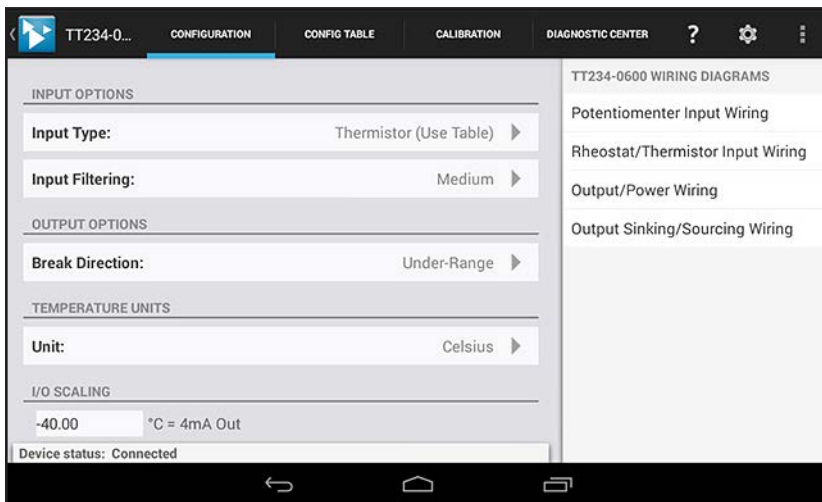 TT234-0...
CONFIGURATION
CONFIG TABLE
CALIBRATION
DIAGNOSTIC CENTER
?
INPUT OPTIONS
Input Type: Thermistor (Use Table)
Input Filtering: Medium
OUTPUT OPTIONS
Break Direction: Under-Range
TEMPERATURE UNITS
Unit: Celsius
I/O SCALING
-40.00 °C = 4mA Out
Device status: Connected
TT234-0600 WIRING DIAGRAMS
Potentiomenter Input Wiring
Rheostat/Thermistor Input Wiring
Output/Power Wiring
Output Sinking/Sourcing Wiring